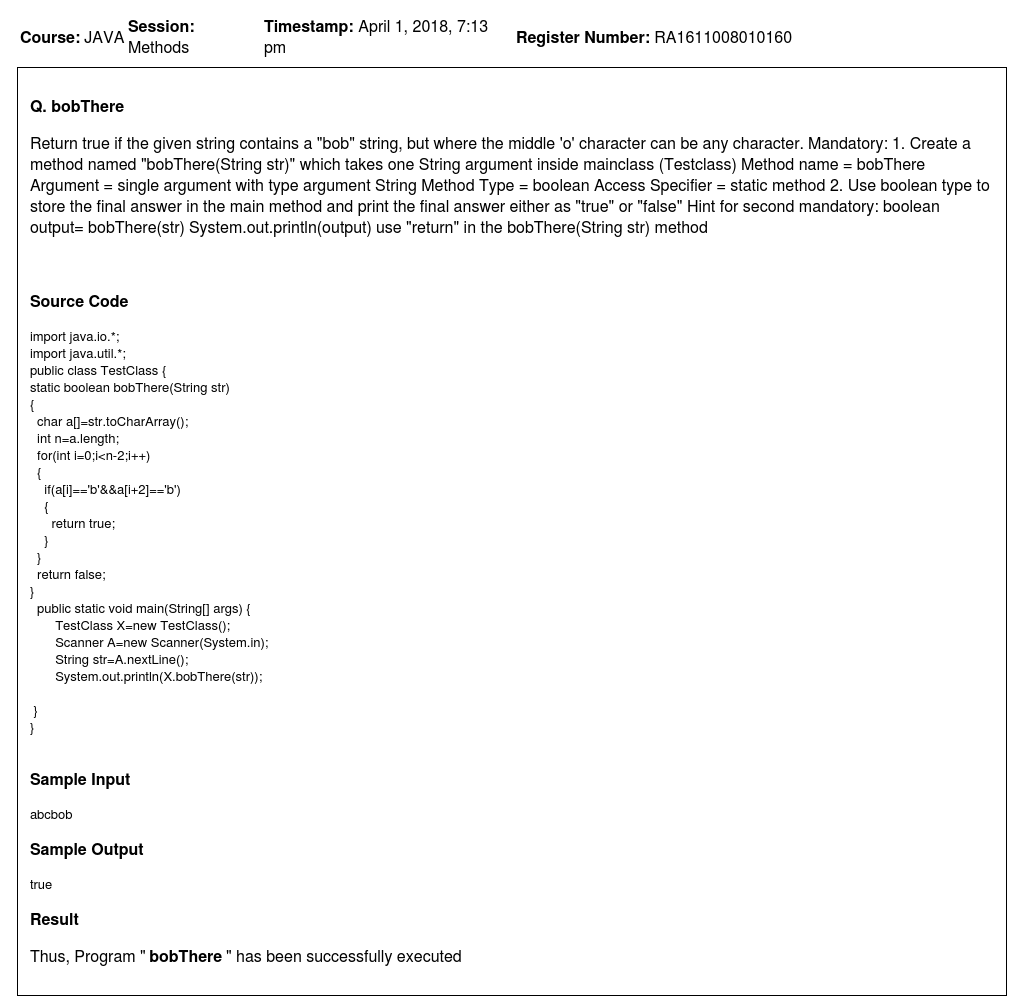 Course: JAVA Session: Methods Timestamp: April 1, 2018, 7:13 pm Register Number: RA1611008010160
Q. bobThere
Return true if the given string contains a "bob" string, but where the middle 'o' character can be any character. Mandatory: 1. Create a
method named "bobThere(String str)" which takes one String argument inside mainclass (Testclass) Method name = bobThere
Argument = single argument with type argument String Method Type = boolean Access Specifier = static method 2. Use boolean type to
store the final answer in the main method and print the final answer either as "true" or "false" Hint for second mandatory: boolean
output= bobThere(str) System.out.println(output) use "return" in the bobThere(String str) method
Source Code
import java.io.*;
import java.util.*;
public class TestClass {
static boolean bobThere(String str)
{
char a[]=str.toCharArray();
int n=a.length;
for(int i=0;i<n-2;i++)
{
if(a[i]=='b'&&a[i+2]=='b')
{
return true;
}
}
return false;
}
public static void main(String[] args) {
TestClass X=new TestClass();
Scanner A=new Scanner(System.in);
String str=A.nextLine();
System.out.println(X.bobThere(str));
}
}
Sample Input
abcbob
Sample Output
true
Result
Thus, Program " bobThere " has been successfully executed